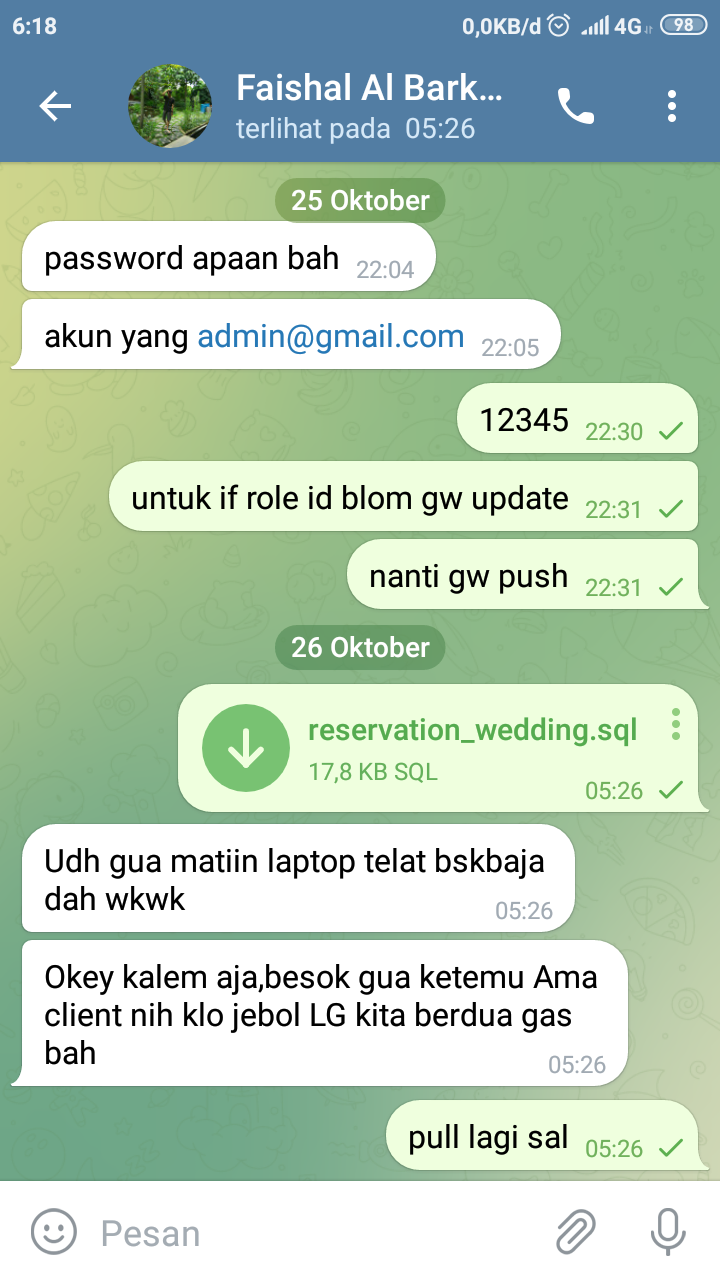 6:18 0,0KB/d 4G 98
Faishal Al Bark...
terlihat pada 05:26
25 Oktober
password apaan bah 22:04
akun yang admin@gmail.com 22:05
12345 22:30
untuk if role id blom gw update 22:31
nanti gw push 22:31
26 Oktober
reservation_wedding.sql
17,8 KB SQL
05:26
Udh gua matiin laptop telat bskbaja
dah wkwk
05:26
Okey kalem aja,besok gua ketemu Ama
client nih klo jebol LG kita berdua gas
bah
05:26
pull lagi sal 05:26
Pesan